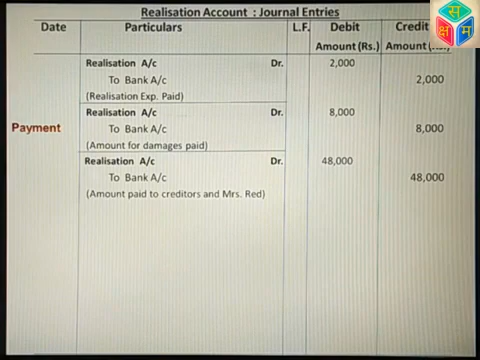 Realisation Account : Journal Entries
Date Particulars L.F. Debit Credit
Amount (Rs.) Amount (Rs.)
Realisation A/c Dr. 2,000
To Bank A/c 2,000
(Realisation Exp. Paid)
Realisation A/c Dr. 8,000
Payment To Bank A/c 8,000
(Amount for damages paid)
Realisation A/c Dr. 48,000
To Bank A/c 48,000
(Amount paid to creditors and Mrs. Red)
स
क्ष म